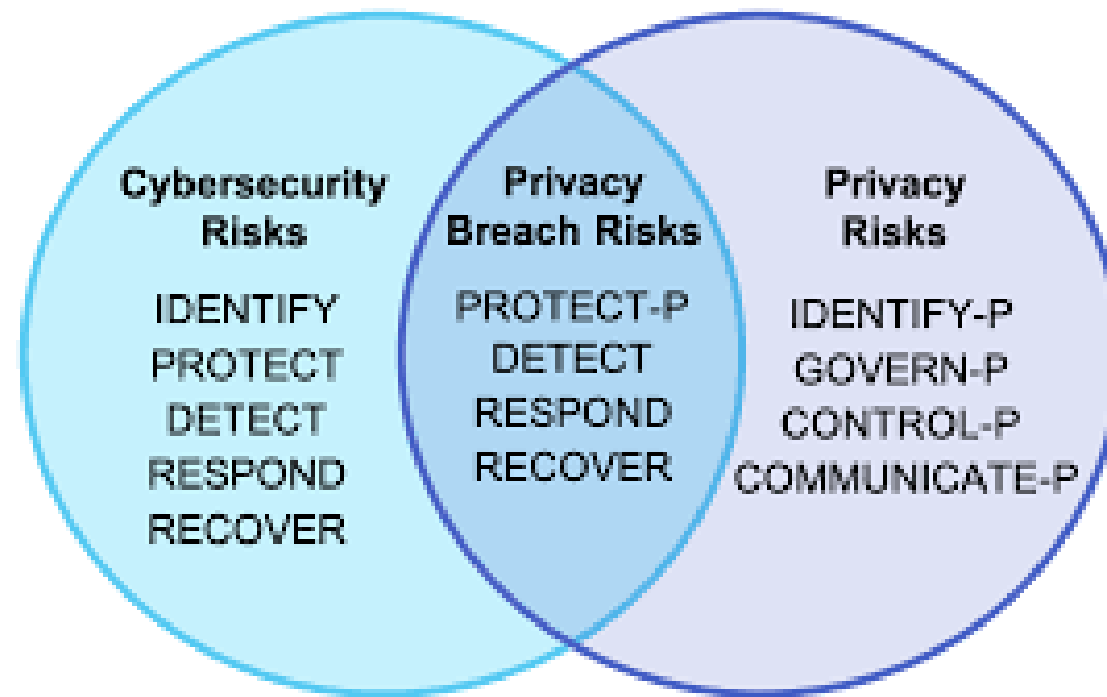 Cybersecurity
Risks
IDENTIFY
PROTECT
DETECT
RESPOND
RECOVER
Privacy
Breach Risks
PROTECT-P
DETECT
RESPOND
RECOVER
Privacy
Risks
IDENTIFY-P
GOVERN-P
CONTROL-P
COMMUNICATE-P